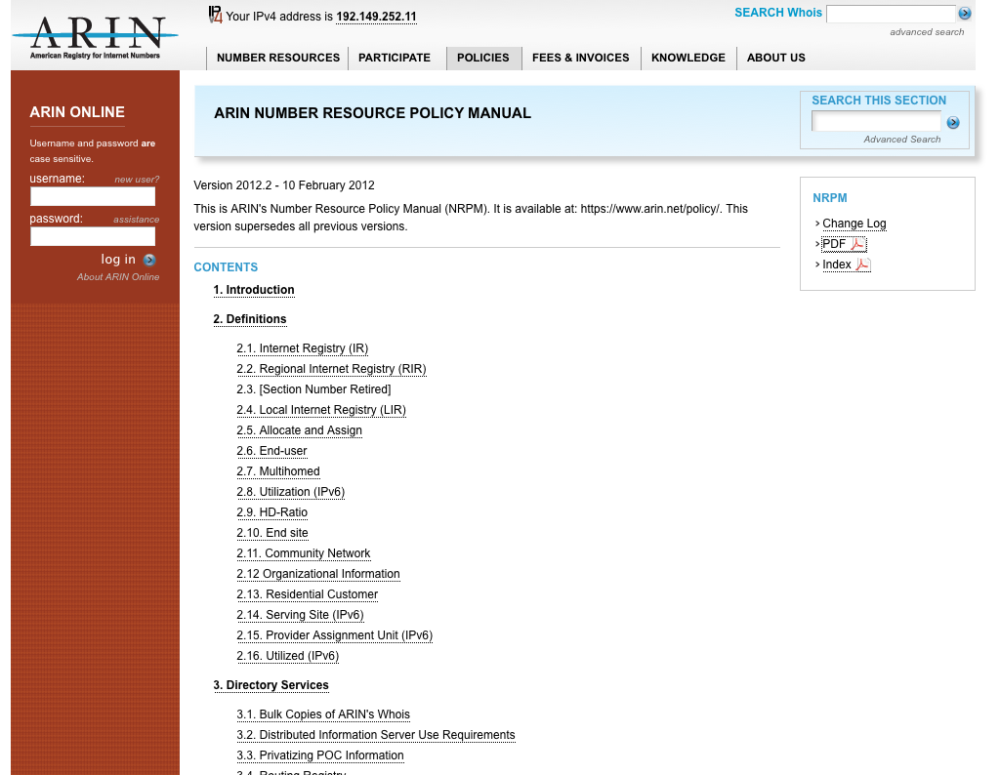 ARIN
American Registry for Internet Numbers
IPv4 Your IPv4 address is 192.149.252.11
SEARCH Whois
advanced search
NUMBER RESOURCES PARTICIPATE POLICIES FEES & INVOICES KNOWLEDGE ABOUT US
ARIN ONLINE
Username and password are
case sensitive.
username: new user?
password: assistance
log in
About ARIN Online
ARIN NUMBER RESOURCE POLICY MANUAL
SEARCH THIS SECTION
Advanced Search
Version 2012.2 - 10 February 2012
This is ARIN's Number Resource Policy Manual (NRPM). It is available at: https://www.arin.net/policy/. This
version supersedes all previous versions.
NRPM
› Change Log
› PDF
› Index
CONTENTS
1. Introduction
2. Definitions
2.1. Internet Registry (IR)
2.2. Regional Internet Registry (RIR)
2.3. [Section Number Retired]
2.4. Local Internet Registry (LIR)
2.5. Allocate and Assign
2.6. End-user
2.7. Multihomed
2.8. Utilization (IPv6)
2.9. HD-Ratio
2.10. End site
2.11. Community Network
2.12 Organizational Information
2.13. Residential Customer
2.14. Serving Site (IPv6)
2.15. Provider Assignment Unit (IPv6)
2.16. Utilized (IPv6)
3. Directory Services
3.1. Bulk Copies of ARIN's Whois
3.2. Distributed Information Server Use Requirements
3.3. Privatizing POC Information
3.4. Routing Registry